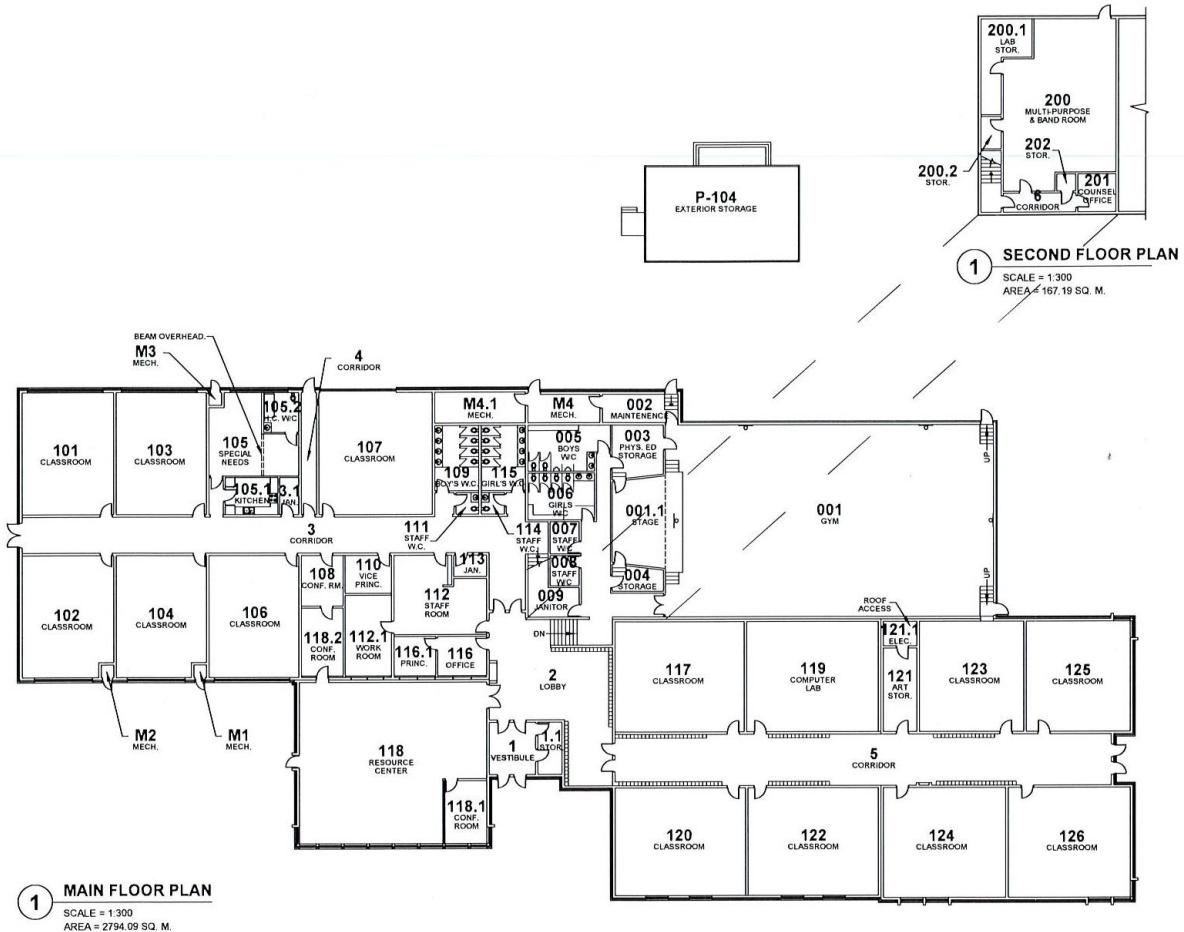 200.1
LAB
STOR.
200
MULTI-PURPOSE
& BAND ROOM
202
STOR.
200.2
STOR.
201
COUNSEL
OFFICE
6
CORRIDOR
1
SECOND FLOOR PLAN
SCALE = 1:300
AREA = 167.19 SQ. M.
P-104
EXTERIOR STORAGE
BEAM OVERHEAD.
M3
MECH.
4
CORRIDOR
101
CLASSROOM
103
CLASSROOM
105
SPECIAL
NEEDS
105.2
H.C. W/C
105.1
KITCHEN
3.1
JAN.
107
CLASSROOM
M4.1
MECH.
M4
MECH.
002
MAINTENENCE
109
BOY'S W.C.
115
GIRL'S W.C.
005
BOYS
W/C
003
PHYS. ED
STORAGE
006
GIRLS
W/C
001.1
STAGE
001
GYM
UP
UP
3
CORRIDOR
111
STAFF
W.C.
114
STAFF
W.C.
007
STAFF
W/C
008
STAFF
W/C
004
STORAGE
009
JANITOR
DN
102
CLASSROOM
104
CLASSROOM
106
CLASSROOM
108
CONF. RM.
110
VICE
PRINC.
112
STAFF
ROOM
113
JAN.
118.2
CONF.
ROOM
112.1
WORK
ROOM
116.1
PRINC.
116
OFFICE
2
LOBBY
ROOF
ACCESS
121.1
ELEC.
117
CLASSROOM
119
COMPUTER
LAB
121
ART
STOR.
123
CLASSROOM
125
CLASSROOM
M2
MECH.
M1
MECH.
118
RESOURCE
CENTER
118.1
CONF.
ROOM
1
VESTIBULE
1.1
STOR.
5
CORRIDOR
120
CLASSROOM
122
CLASSROOM
124
CLASSROOM
126
CLASSROOM
1
MAIN FLOOR PLAN
SCALE = 1:300
AREA = 2794.09 SQ. M.